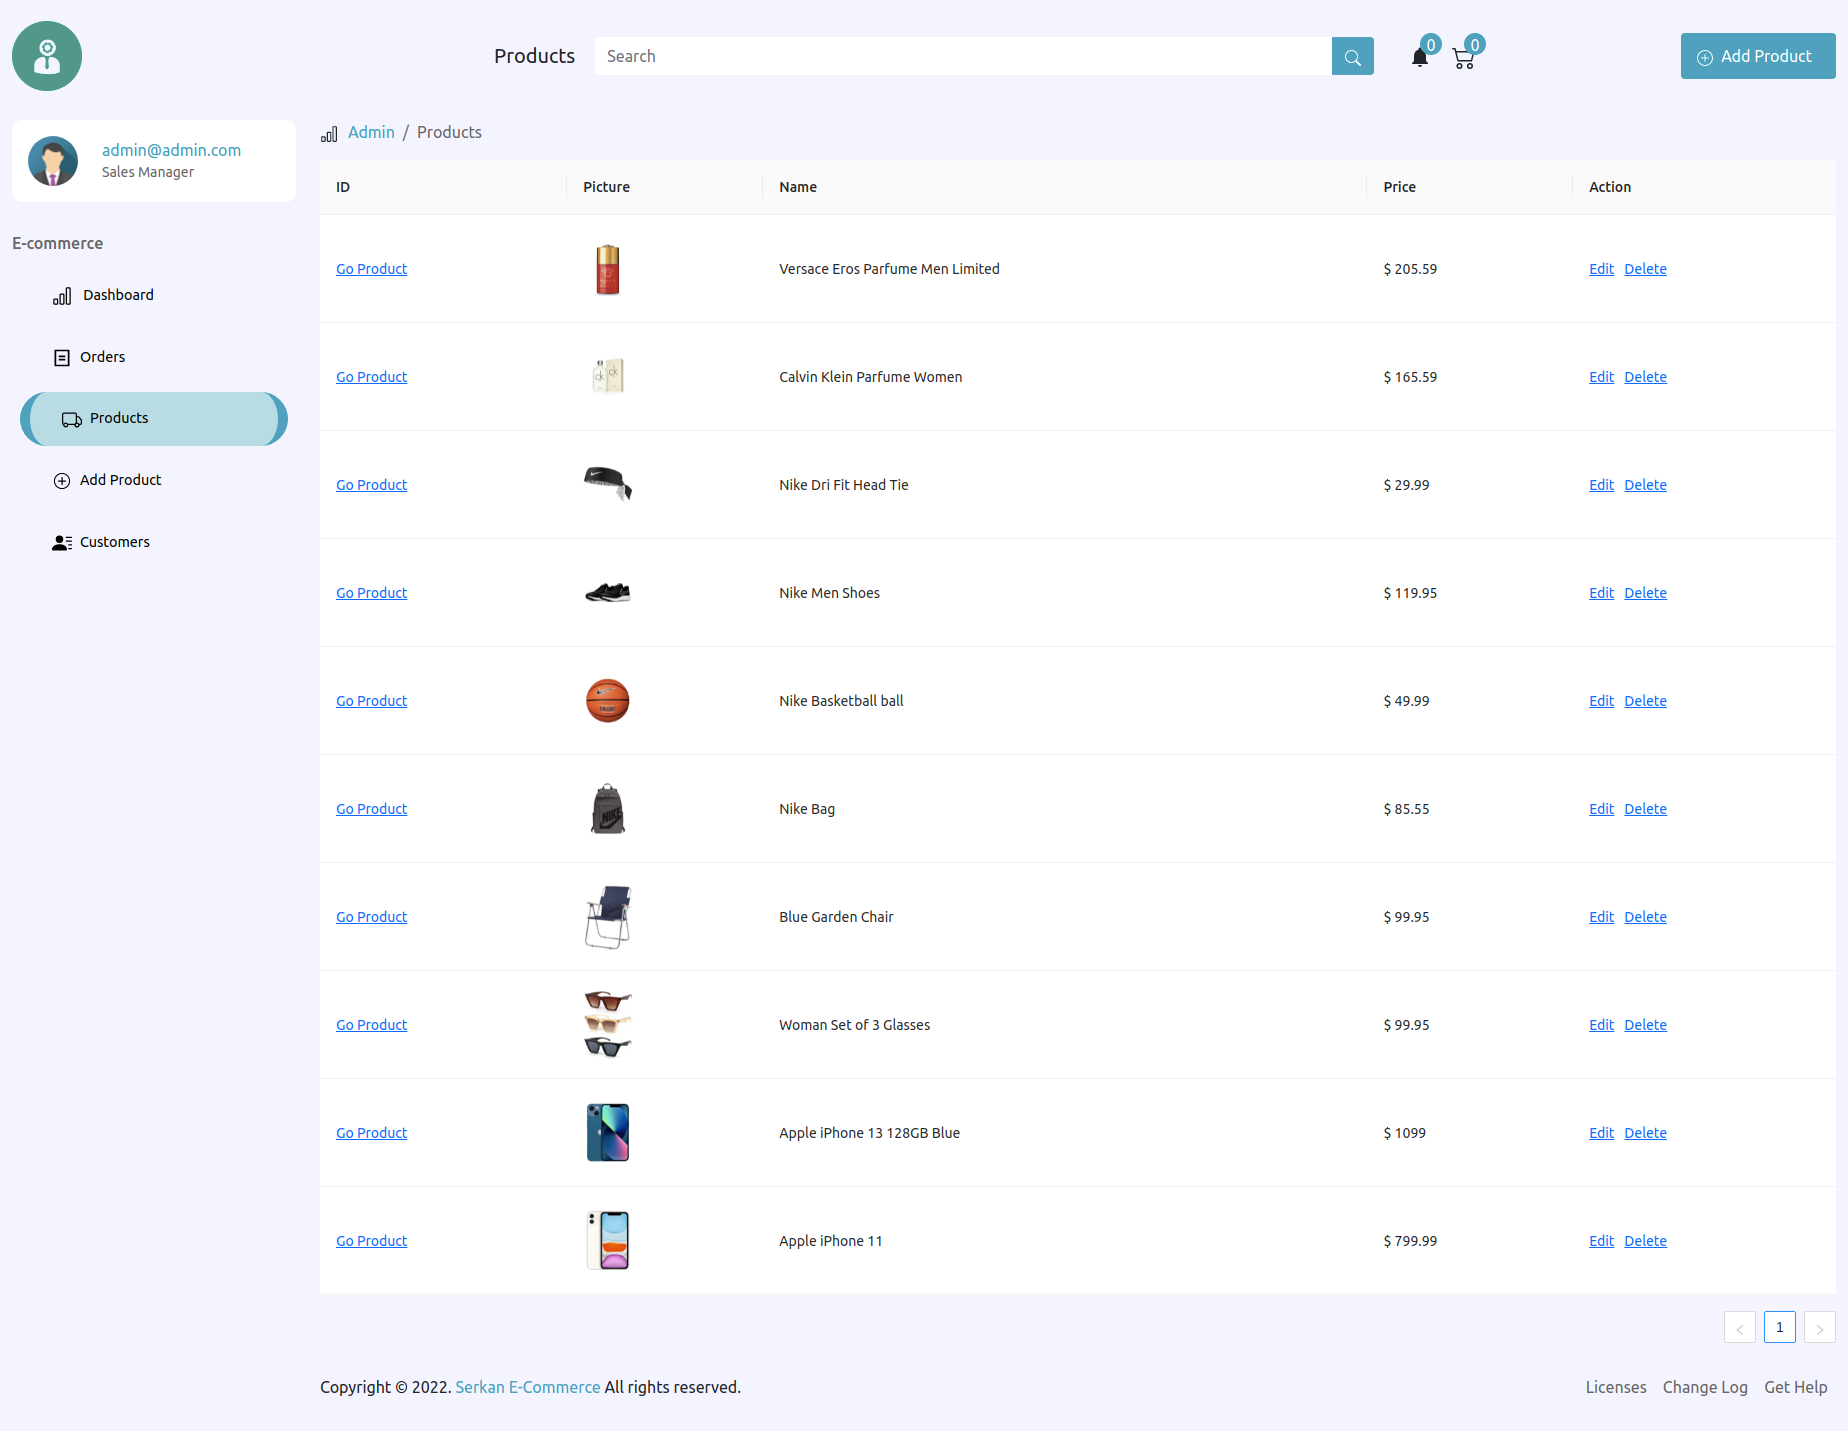 Products
Search
0
0
Add Product
admin@admin.com
Sales Manager
E-commerce
Dashboard
Orders
Products
Add Product
Customers
Admin / Products
ID Picture Name Price Action
Go Product Versace Eros Parfume Men Limited $ 205.59 Edit Delete
Go Product Calvin Klein Parfume Women $ 165.59 Edit Delete
Go Product Nike Dri Fit Head Tie $ 29.99 Edit Delete
Go Product Nike Men Shoes $ 119.95 Edit Delete
Go Product Nike Basketball ball $ 49.99 Edit Delete
Go Product Nike Bag $ 85.55 Edit Delete
Go Product Blue Garden Chair $ 99.95 Edit Delete
Go Product Woman Set of 3 Glasses $ 99.95 Edit Delete
Go Product Apple iPhone 13 128GB Blue $ 1099 Edit Delete
Go Product Apple iPhone 11 $ 799.99 Edit Delete
< 1 >
Copyright © 2022. Serkan E-Commerce All rights reserved.
Licenses Change Log Get Help